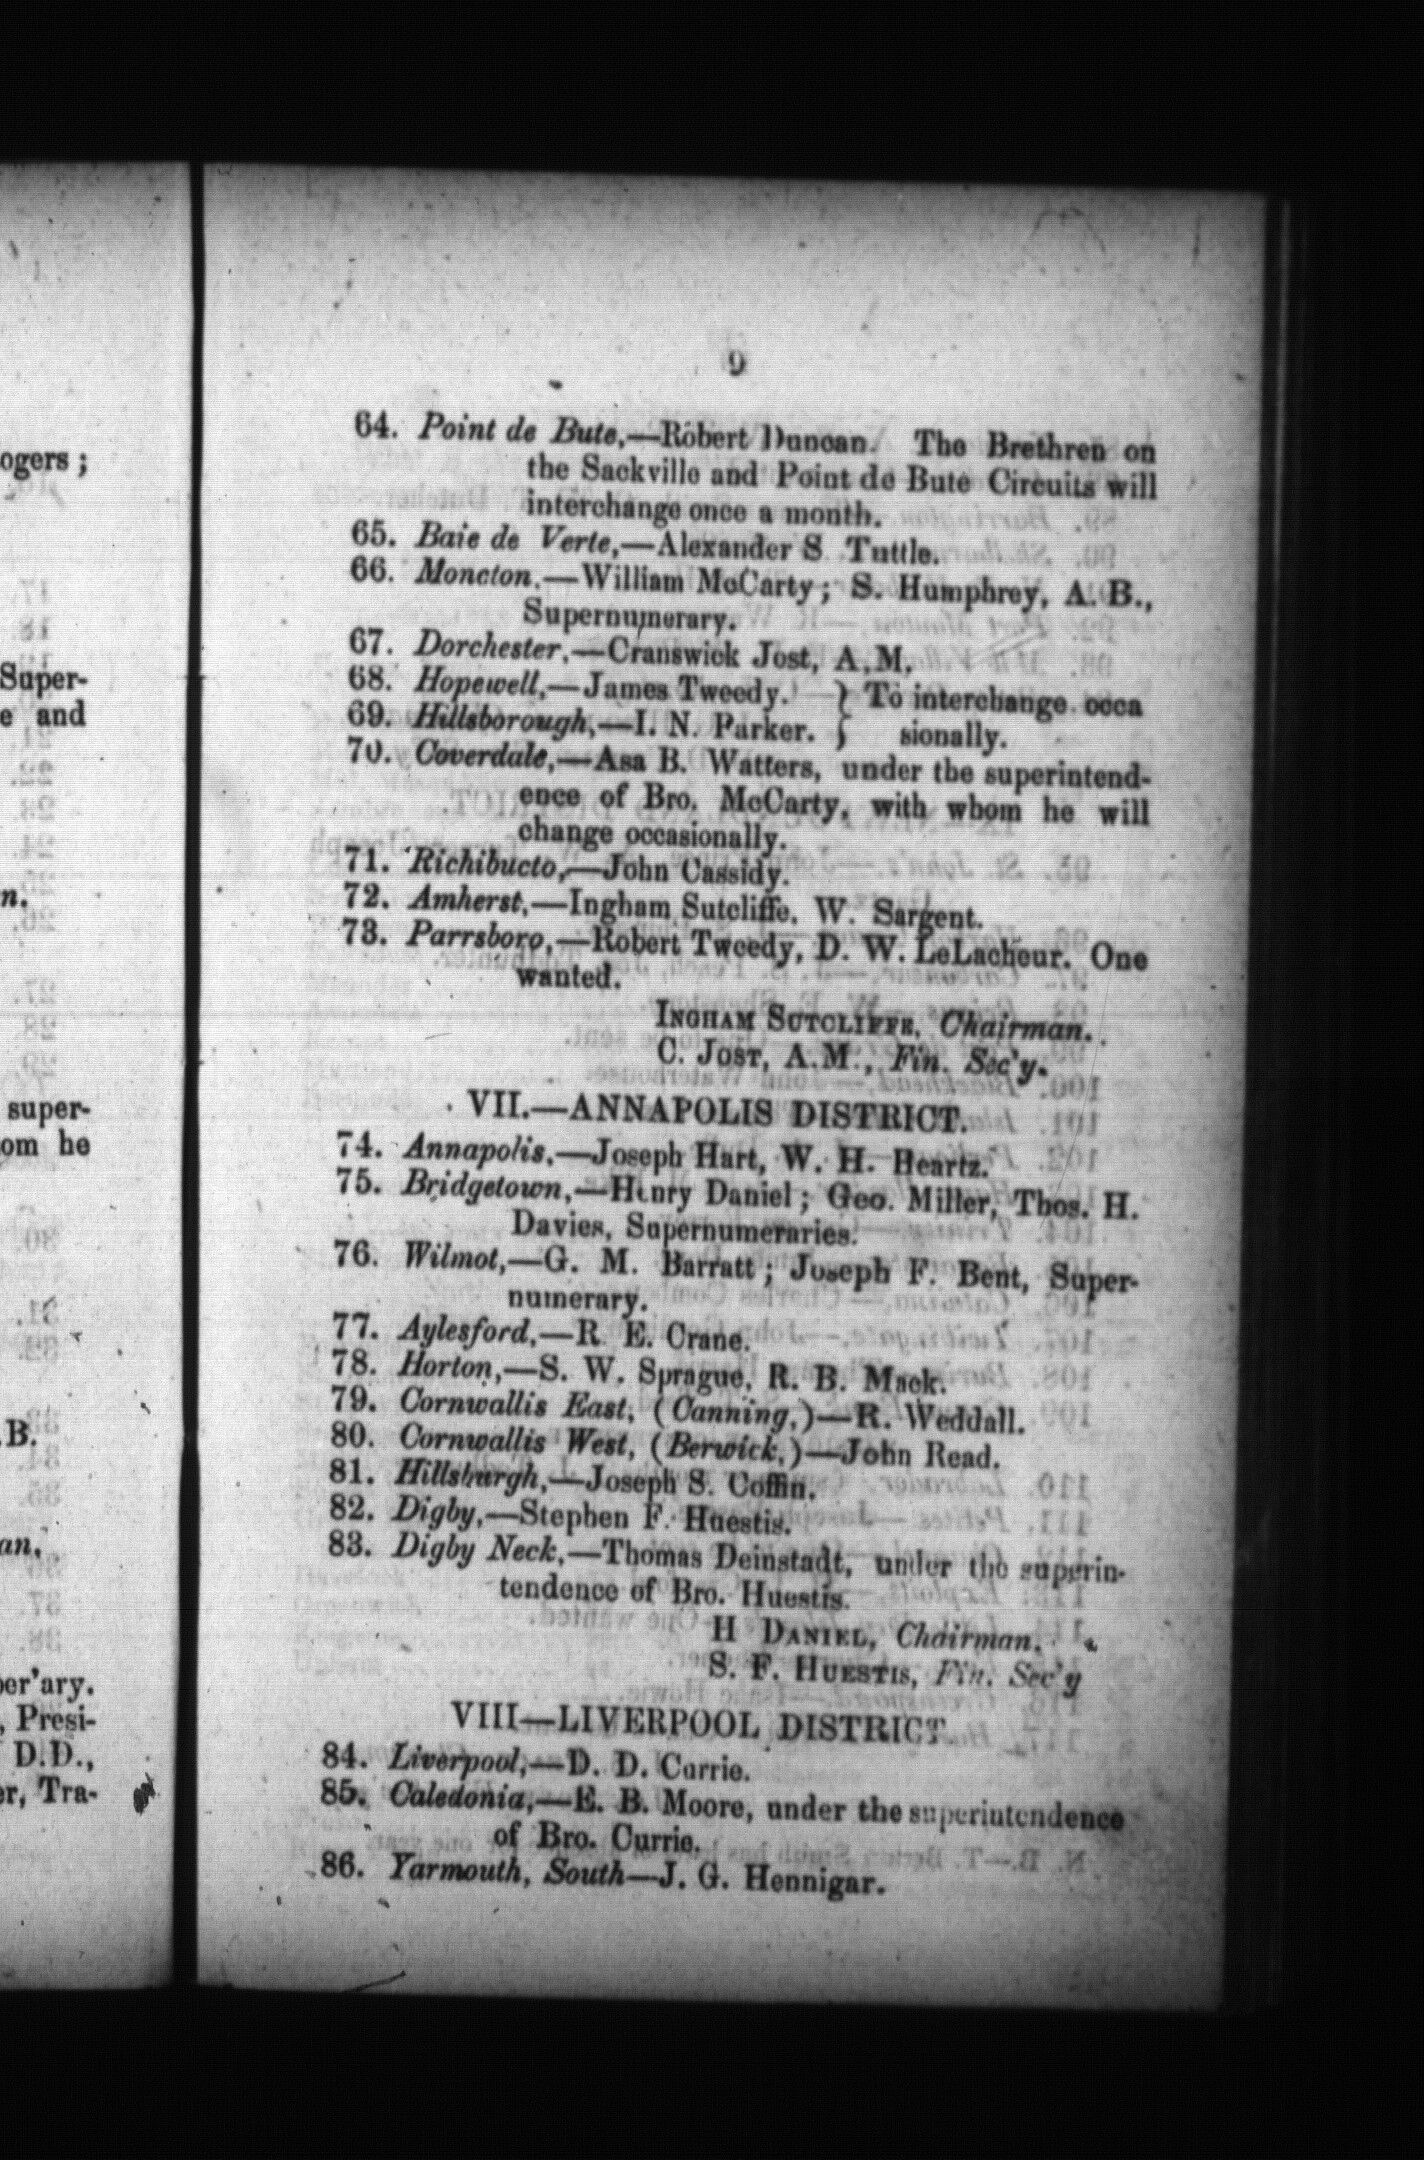 9
64. Point de Bute,—Robert Duncan. The Brethren on
the Sackville and Point de Bute Circuits will
interchange once a month.
65. Baie de Verte,—Alexander S Tuttle.
66. Moncton.—William McCarty; S. Humphrey, A. B.,
Supernumerary.
67. Dorchester,—Cranswick Jost, A.M.
68. Hopewell,—James Tweedy. } To interchange occa
69. Hillsborough,—I. N. Parker. } sionally.
70. Coverdale,—Asa B. Watters, under the superintend-
ence of Bro. McCarty, with whom he will
change occasionally.
71. Richibucto,—John Cassidy.
72. Amherst,—Ingham Sutcliffe, W. Sargent.
73. Parrsboro,—Robert Tweedy, D. W. LeLacheur. One
wanted.
INGHAM SUTCLIFFE, Chairman.
C. JOST, A.M., Fin. Sec'y.
VII.—ANNAPOLIS DISTRICT.
74. Annapolis,—Joseph Hart, W. H. Heartz.
75. Bridgetown,—Henry Daniel; Geo. Miller, Thos. H.
Davies, Supernumeraries.
76. Wilmot,—G. M. Barratt; Joseph F. Bent, Super-
numerary.
77. Aylesford,—R. E. Crane.
78. Horton,—S. W. Sprague, R. B. Mack.
79. Cornwallis East, (Canning,)—R. Weddall.
80. Cornwallis West, (Berwick,)—John Read.
81. Hillsburgh,—Joseph S. Coffin.
82. Digby,—Stephen F. Huestis.
83. Digby Neck,—Thomas Deinstadt, under the superin-
tendence of Bro. Huestis.
H DANIEL, Chairman.
S. F. HUESTIS, Fin. Sec'y
VIII—LIVERPOOL DISTRICT
84. Liverpool,—D. D. Currie.
85. Caledonia,—E. B. Moore, under the superintendence
of Bro. Currie.
86. Yarmouth, South—J. G. Hennigar.